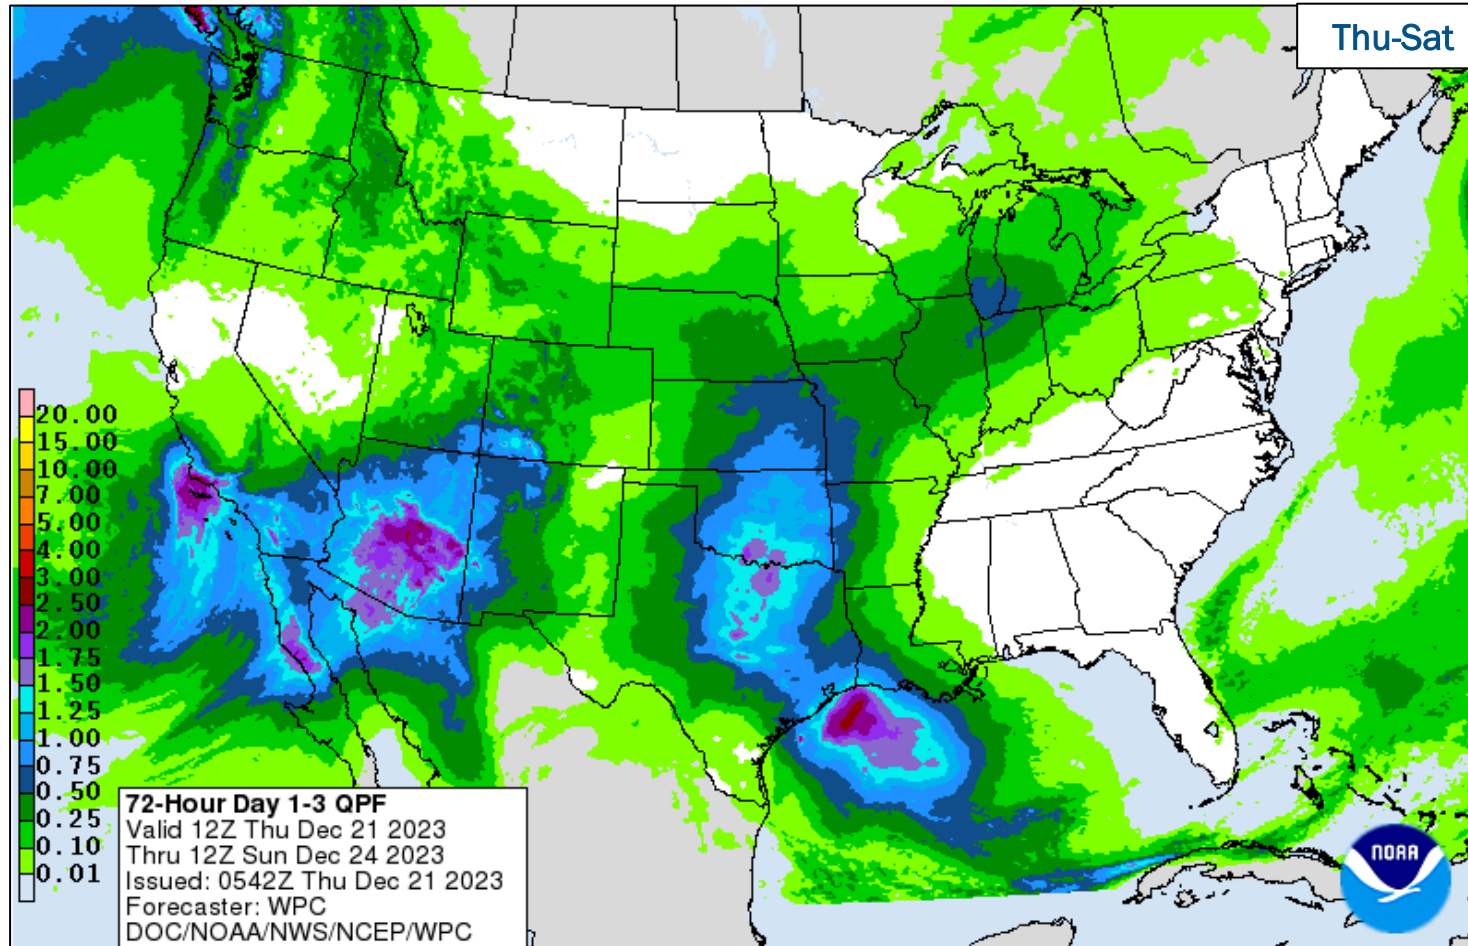 Thu-Sat
20.00
15.00
10.00
7.00
5.00
4.00
3.00
2.50
2.00
1.75
1.50
1.25
1.00
0.75
0.50
0.25
0.10
0.01
72-Hour Day 1-3 QPF
Valid 12Z Thu Dec 21 2023
Thru 12Z Sun Dec 24 2023
Issued: 0542Z Thu Dec 21 2023
Forecaster: WPC
DOC/NOAA/NWS/NCEP/WPC
NOAA